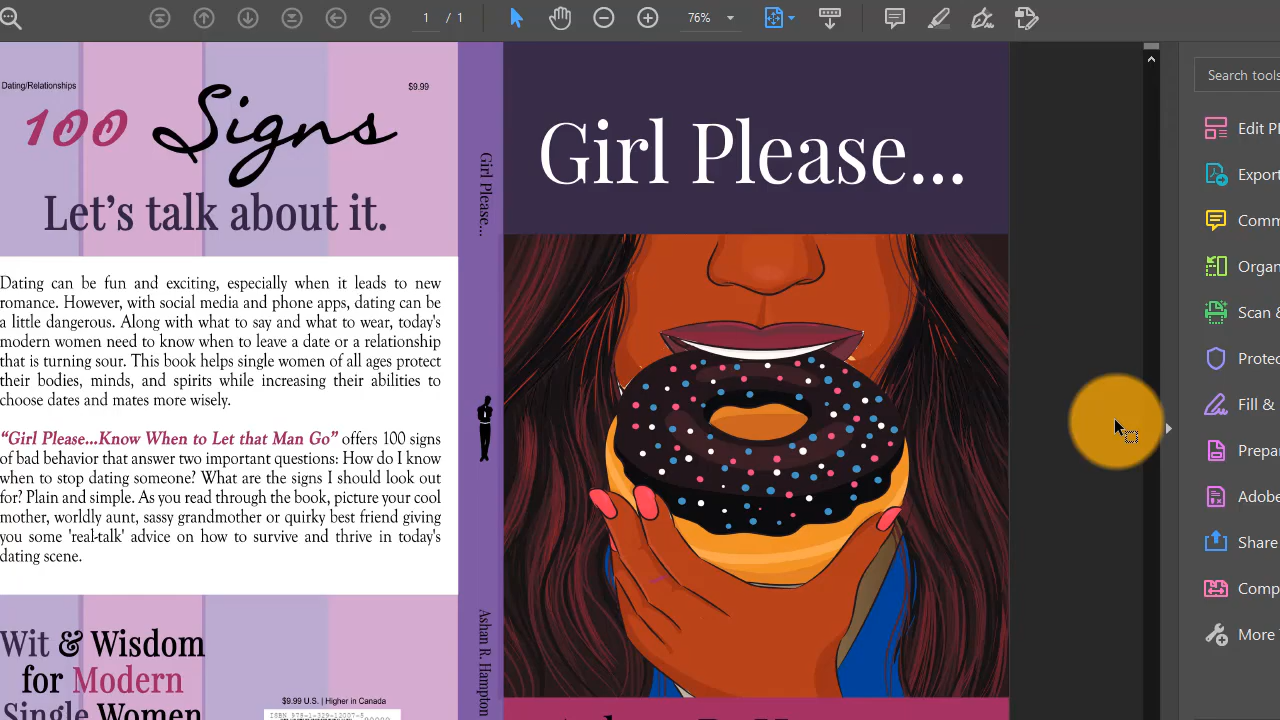 1 / 1
76%
Dating/Relationships
$9.99
100 Signs
Let's talk about it.
Dating can be fun and exciting, especially when it leads to new
romance. However, with social media and phone apps, dating can be
a little dangerous. Along with what to say and what to wear, today's
modern women need to know when to leave a date or a relationship
that is turning sour. This book helps single women of all ages protect
their bodies, minds, and spirits while increasing their abilities to
choose dates and mates more wisely.
“Girl Please...Know When to Let that Man Go” offers 100 signs
of bad behavior that answer two important questions: How do I know
when to stop dating someone? What are the signs I should look out
for? Plain and simple. As you read through the book, picture your cool
mother, worldly aunt, sassy grandmother or quirky best friend giving
you some 'real-talk' advice on how to survive and thrive in today's
dating scene.
Wit & Wisdom
for Modern
Single Women
$9.99 U.S. | Higher in Canada
ISBN 978-1-329-12007-5
90000
Girl Please...
Ashan R. Hampton
Girl Please...
Search tools
Edit P
Export
Comm
Organ
Scan &
Protec
Fill &
Prepa
Adobe
Share
Comp
More